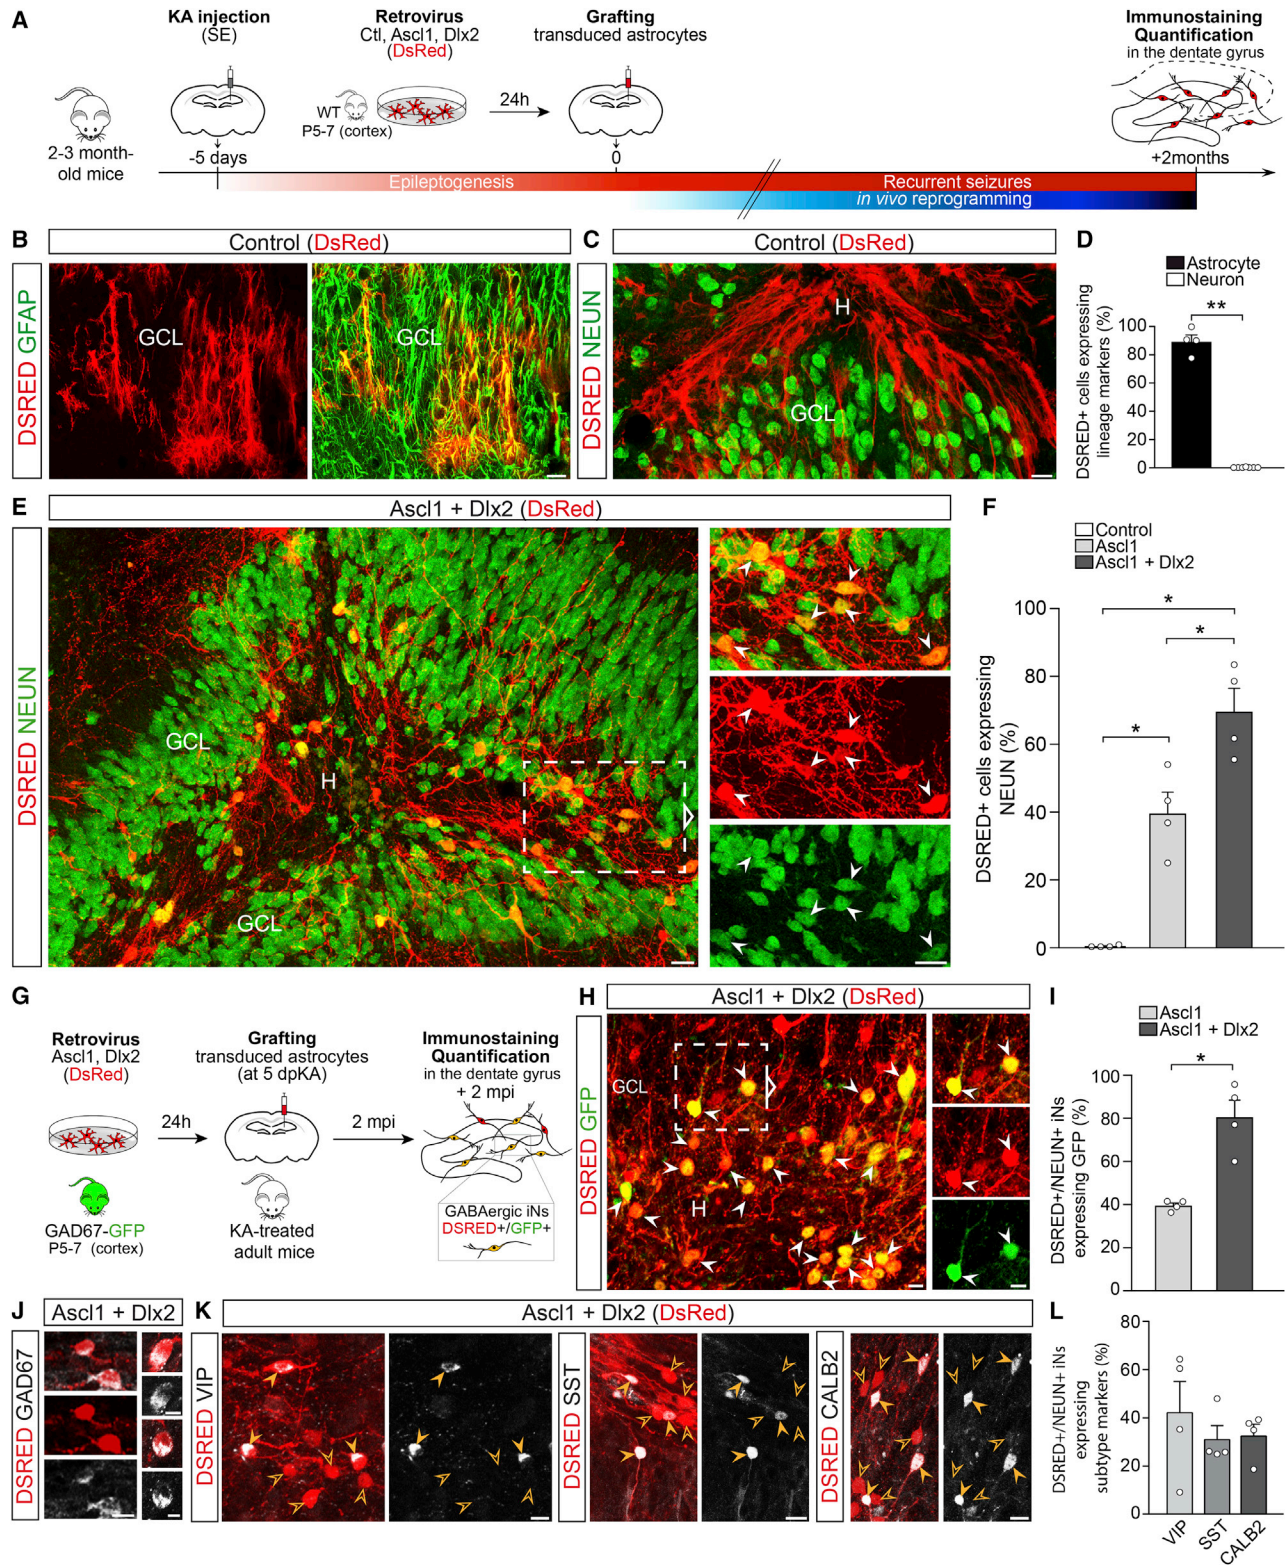 A
KA injection
(SE)
Retrovirus
Ctl, Ascl1, Dlx2
(DsRed)
Grafting
transduced astrocytes
Immunostaining
Quantification
in the dentate gyrus
WT
P5-7 (cortex)
24h
2-3 month-
old mice
-5 days
0
+2months
Epileptogenesis
Recurrent seizures
in vivo reprogramming
B
Control (DsRed)
DSRED GFAP
GCL
GCL
C
Control (DsRed)
DSRED NEUN
H
GCL
D
Astrocyte
Neuron
**
DSRED+ cells expressing
lineage markers (%)
100
80
60
40
20
0
E
Ascl1 + Dlx2 (DsRed)
DSRED NEUN
GCL
H
GCL
F
Control
Ascl1
Ascl1 + Dlx2
*
*
*
DSRED+ cells expressing
NEUN (%)
100
80
60
40
20
0
G
Retrovirus
Ascl1, Dlx2
(DsRed)
Grafting
transduced astrocytes
(at 5 dpKA)
Immunostaining
Quantification
in the dentate gyrus
+ 2 mpi
24h
2 mpi
GAD67-GFP
P5-7 (cortex)
KA-treated
adult mice
GABAergic iNs
DSRED+/GFP+
H
Ascl1 + Dlx2 (DsRed)
DSRED GFP
GCL
H
I
Ascl1
Ascl1 + Dlx2
*
DSRED+/NEUN+ iNs
expressing GFP (%)
100
80
60
40
20
0
J
Ascl1 + Dlx2
DSRED GAD67
K
Ascl1 + Dlx2 (DsRed)
DSRED VIP
DSRED SST
DSRED CALB2
L
DSRED+/NEUN+ iNs
expressing
subtype markers (%)
80
60
40
20
0
VIP
SST
CALB2